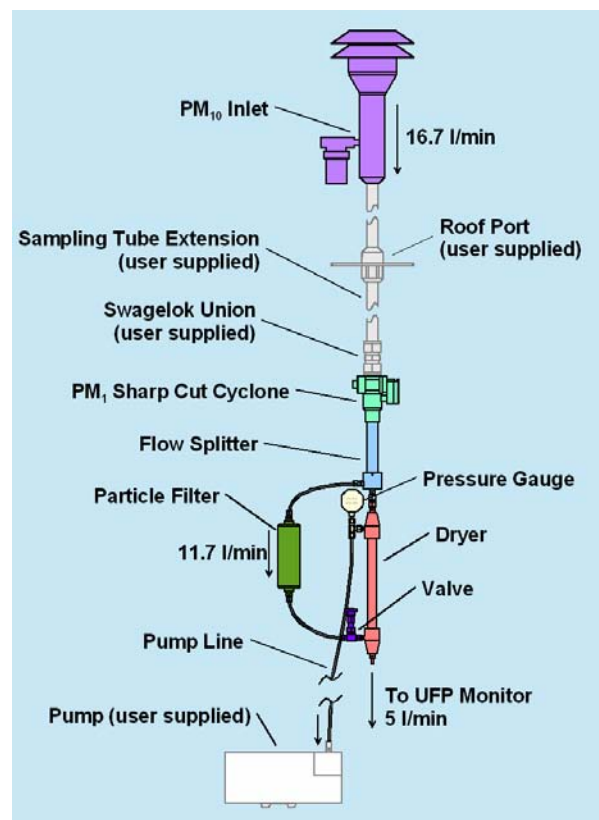 PM₁₀ Inlet
16.7 l/min
Sampling Tube Extension
(user supplied)
Roof Port
(user supplied)
Swagelok Union
(user supplied)
PM₁ Sharp Cut Cyclone
Flow Splitter
Pressure Gauge
Particle Filter
11.7 l/min
Dryer
Valve
Pump Line
To UFP Monitor
5 l/min
Pump (user supplied)